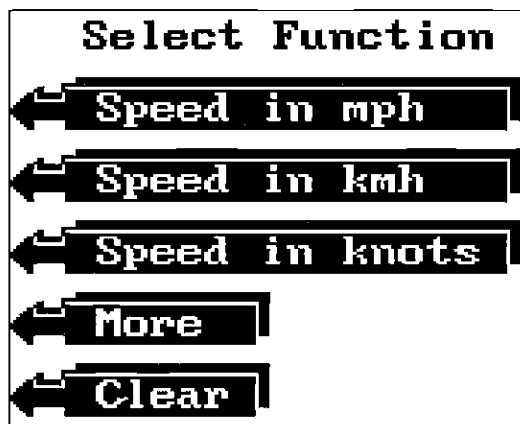 Select Function
Speed in mph
Speed in kmh
Speed in knots
More
Clear